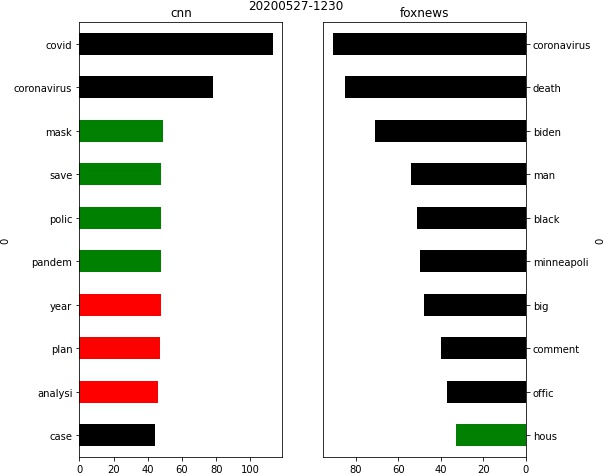 20200527-1230
cnn
foxnews
covid
coronavirus
mask
save
polic
pandem
year
plan
analysi
case
0
0 20 40 60 80 100
coronavirus
death
biden
man
black
minneapoli
big
comment
offic
hous
0
80 60 40 20 0